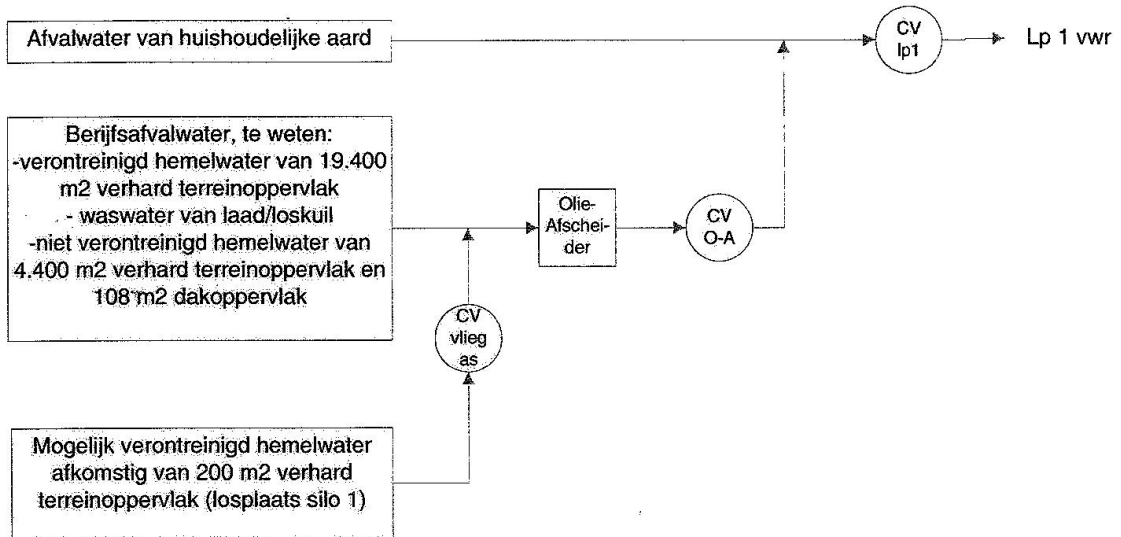 Afvalwater van huishoudelijke aard
CV
lp1
Lp 1 vwr
Berijfsafvalwater, te weten:
-verontreinigd hemelwater van 19.400
m2 verhard terreinoppervlak
- waswater van laad/loskuil
-niet verontreinigd hemelwater van
4.400 m2 verhard terreinoppervlak en
108 m2 dakoppervlak
Olie-
Afschei-
der
CV
O-A
CV
vlieg
as
Mogelijk verontreinigd hemelwater
afkomstig van 200 m2 verhard
terreinoppervlak (losplaats silo 1)